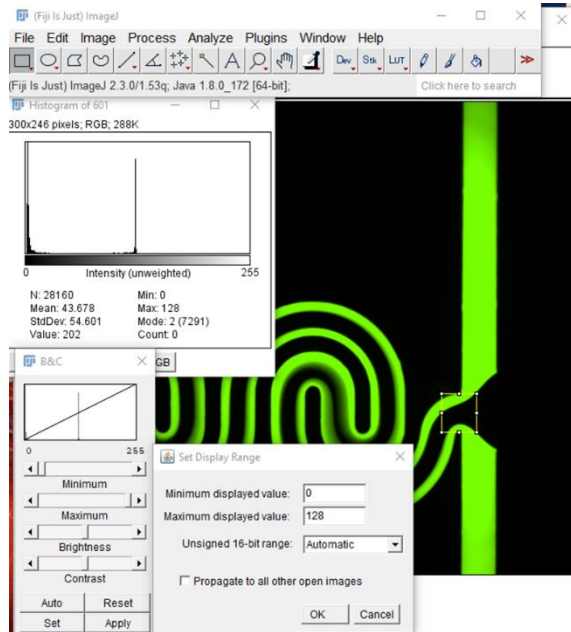 (Fiji Is Just) ImageJ
File Edit Image Process Analyze Plugins Window Help
Dev Stk LUT
(Fiji Is Just) ImageJ 2.3.0/1.53q; Java 1.8.0_172 [64-bit];
Click here to search
Histogram of 601
300x246 pixels; RGB; 288K
0 Intensity (unweighted) 255
N: 28160 Min: 0
Mean: 43.678 Max: 128
StdDev: 54.601 Mode: 2 (7291)
Value: 202 Count: 0
GB
B&C
0 255
Minimum
Maximum
Brightness
Contrast
Auto Reset
Set Apply
Set Display Range
Minimum displayed value: 0
Maximum displayed value: 128
Unsigned 16-bit range: Automatic
Propagate to all other open images
OK Cancel